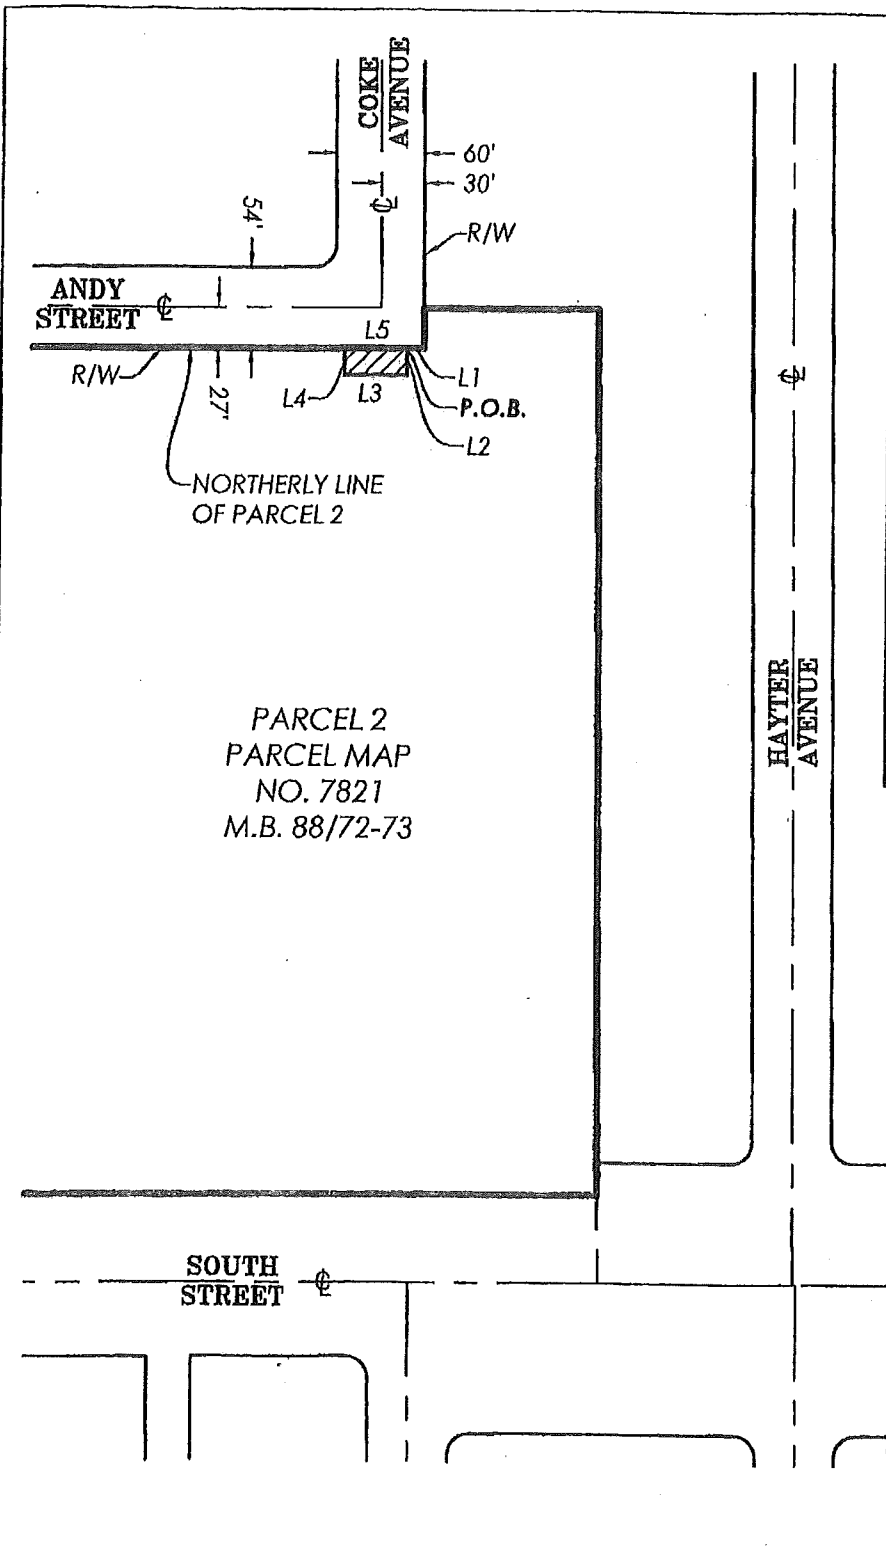 COKE
AVENUE
60'
30'
℄
R/W
54'
ANDY
STREET ℄
L5
R/W
27'
L4
L3
L1
P.O.B.
L2
℄
NORTHERLY LINE
OF PARCEL 2
HAYTER
AVENUE
PARCEL 2
PARCEL MAP
NO. 7821
M.B. 88/72-73
SOUTH
STREET ℄